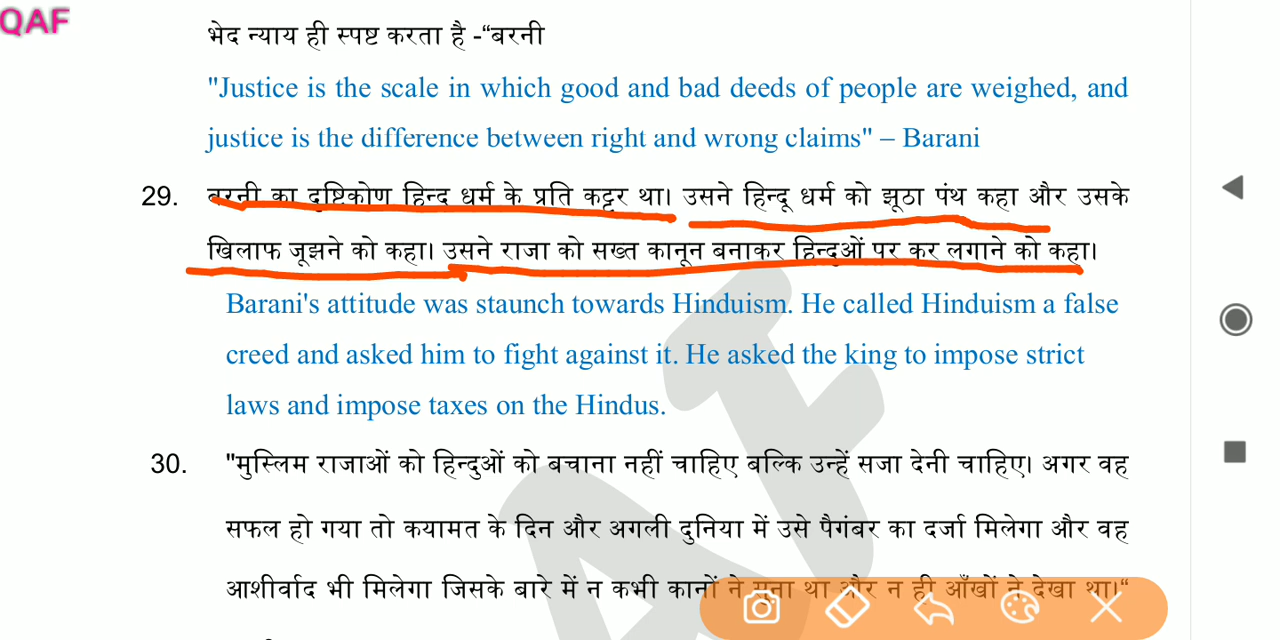 QAF
भेद न्याय ही स्पष्ट करता है -“बरनी
"Justice is the scale in which good and bad deeds of people are weighed, and
justice is the difference between right and wrong claims" – Barani
29. बरनी का दृष्टिकोण हिन्दू धर्म के प्रति कट्टर था। उसने हिन्दू धर्म को झूठा पंथ कहा और उसके
खिलाफ जूझने को कहा। उसने राजा को सख्त कानून बनाकर हिन्दुओं पर कर लगाने को कहा।
Barani's attitude was staunch towards Hinduism. He called Hinduism a false
creed and asked him to fight against it. He asked the king to impose strict
laws and impose taxes on the Hindus.
30. "मुस्लिम राजाओं को हिन्दुओं को बचाना नहीं चाहिए बल्कि उन्हें सजा देनी चाहिए। अगर वह
सफल हो गया तो कयामत के दिन और अगली दुनिया में उसे पैगंबर का दर्जा मिलेगा और वह
आशीर्वाद भी मिलेगा जिसके बारे में न कभी कानों ने सुना था और न ही आँखों ने देखा था।“